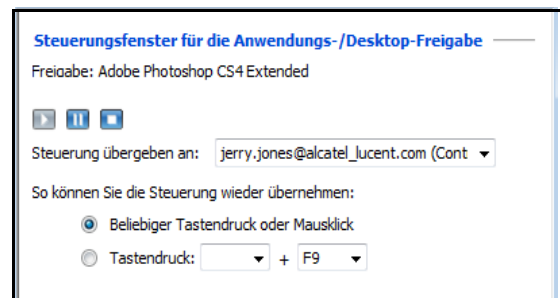 Steuerungsfenster für die Anwendungs-/Desktop-Freigabe
Freigabe: Adobe Photoshop CS4 Extended
Steuerung übergeben an: jerry.jones@alcatel_lucent.com (Cont
So können Sie die Steuerung wieder übernehmen:
Beliebiger Tastendruck oder Mausklick
Tastendruck: + F9